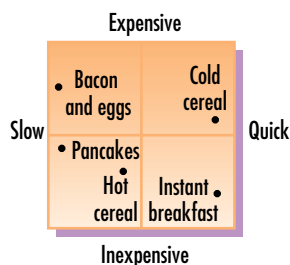 Expensive
Bacon
and eggs
Cold
cereal
Slow
Quick
Pancakes
Hot
cereal
Instant
breakfast
Inexpensive